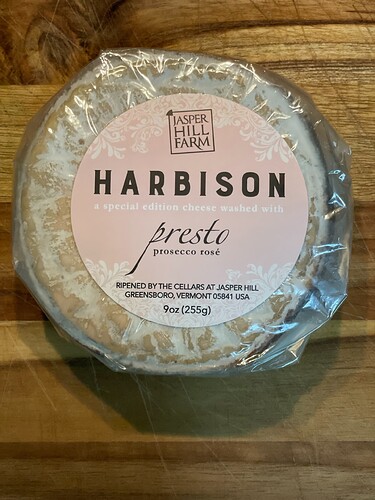 JASPER
HILL
FARM
HARBISON
a special edition cheese washed with
presto
prosecco rosé
RIPENED BY THE CELLARS AT JASPER HILL
GREENSBORO, VERMONT 05841 USA
9oz (255g)